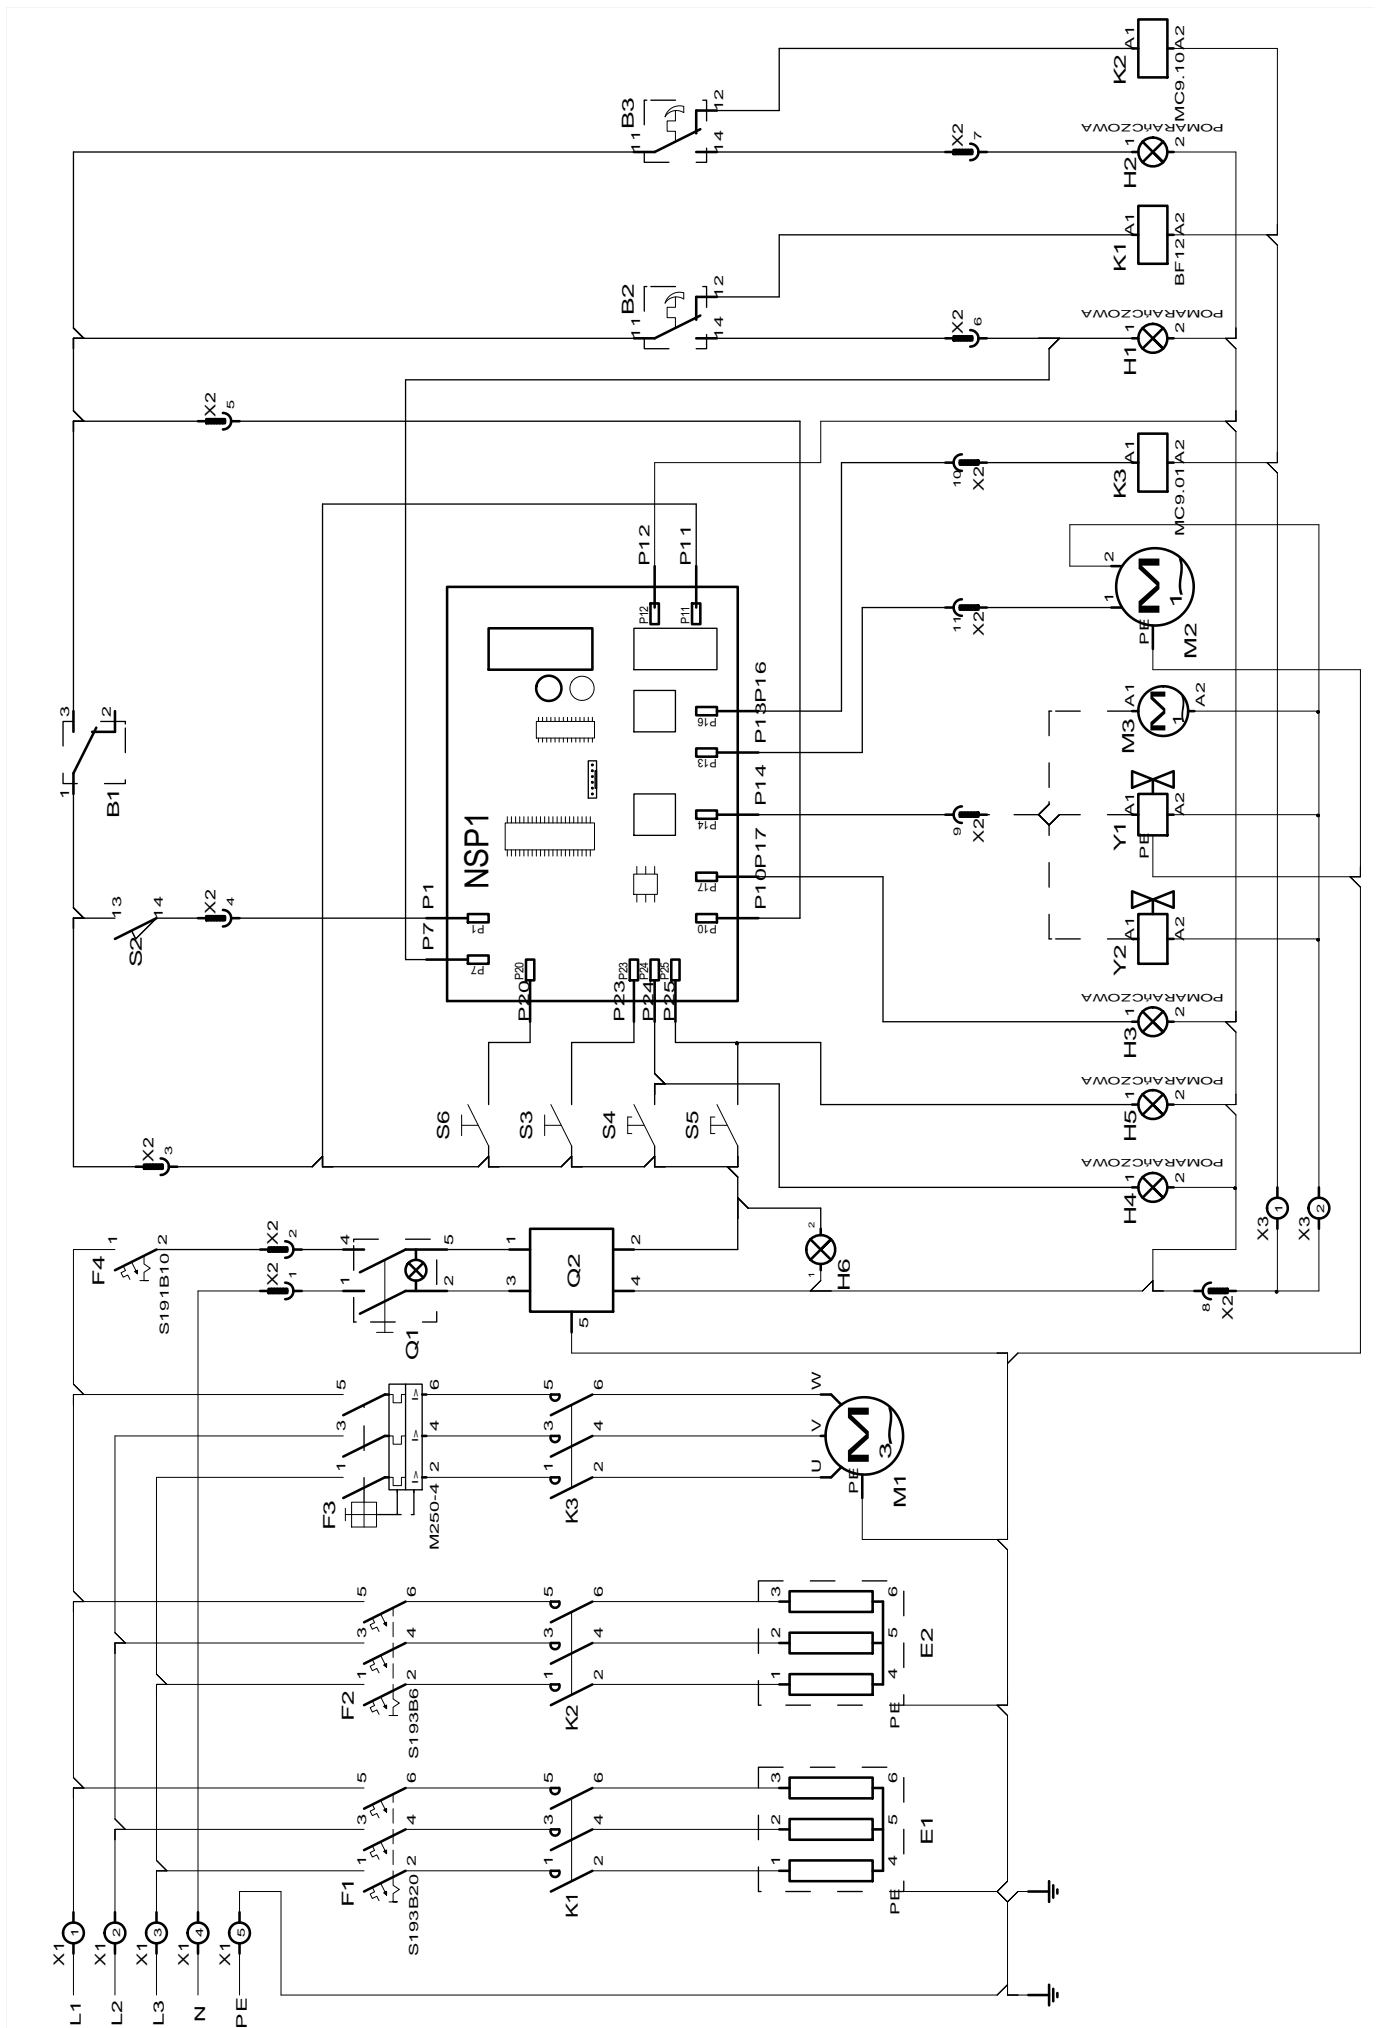 L1
X1 1
L2
X1 2
L3
X1 3
N
X1 4
PE
X1 5
F1
S193B20
1 2
3 4
5 6
K1
1 2
3 4
5 6
E1
1 4
2 5
3 6
PE
F2
S193B6
1 2
3 4
5 6
K2
1 2
3 4
5 6
E2
1 4
2 5
3 6
PE
F3
M250-4
1 2
3 4
5 6
K3
1 2
3 4
5 6
M1
M
3
U
V
W
PE
F4
S191B10
1 2
X2 1
X2 2
Q1
1 2
4 5
Q2
3 4
1 2
5
H6
1 2
X2 8
X3 1
X3 2
X2 3
S6
S3
S4
S5
H4
1 2
POMARAńCZOWA
H5
1 2
POMARAńCZOWA
H3
1 2
POMARAńCZOWA
S2
13 14
X2 4
B1
1
2
3
X2 5
NSP1
P1 P1
P7 P7
P20 P20
P23 P23
P24 P24
P25 P25
P10 P10
P17 P17
P14 P14
P13 P13
P16 P16
P11 P11
P12 P12
X2 9
Y2
A1 A2
Y1
A1 A2
PE
M3
M
1
A1 A2
M2
M
1
1
2
PE
X2 11
X2 10
K3
A1 A2
MC9.01
B2
11
12
14
X2 6
H1
1 2
POMARAńCZOWA
K1
A1 A2
BF12
B3
11
12
14
X2 7
H2
1 2
POMARAńCZOWA
K2
A1 A2
MC9.10